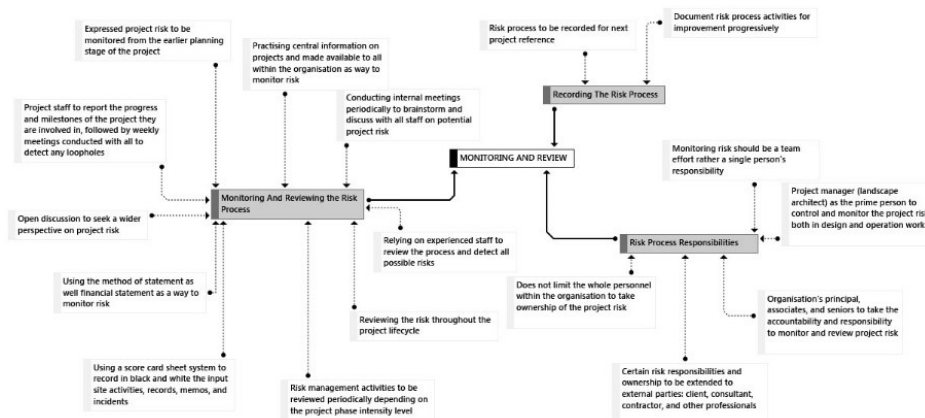 Expressed project risk to be
monitored from the earlier planning
stage of the project
Practising central information on
projects and made available to all
within the organisation as way to
monitor risk
Risk process to be recorded for next
project reference
Document risk process activities for
improvement progressively
Project staff to report the progress
and milestones of the project they
are involved in, followed by weekly
meetings conducted with all to
detect any loopholes
Conducting internal meetings
periodically to brainstorm and
discuss with all staff on potential
project risk
Recording The Risk Process
MONITORING AND REVIEW
Monitoring risk should be a team
effort rather a single person's
responsibility
Monitoring And Reviewing the Risk
Process
Project manager (landscape
architect) as the prime person to
control and monitor the project ris
both in design and operation work
Open discussion to seek a wider
perspective on project risk
Relying on experienced staff to
review the process and detect all
possible risks
Risk Process Responsibilities
Using the method of statement as
well financial statement as a way to
monitor risk
Does not limit the whole personnel
within the organisation to take
ownership of the project risk
Reviewing the risk throughout the
project lifecycle
Organisation's principal,
associates, and seniors to take the
accountability and responsibility
to monitor and review project risk
Using a score card sheet system to
record in black and white the input
site activities, records, memos, and
incidents
Risk management activities to be
reviewed periodically depending on
the project phase intensity level
Certain risk responsibilities and
ownership to be extended to
external parties: client, consultant,
contractor, and other professionals